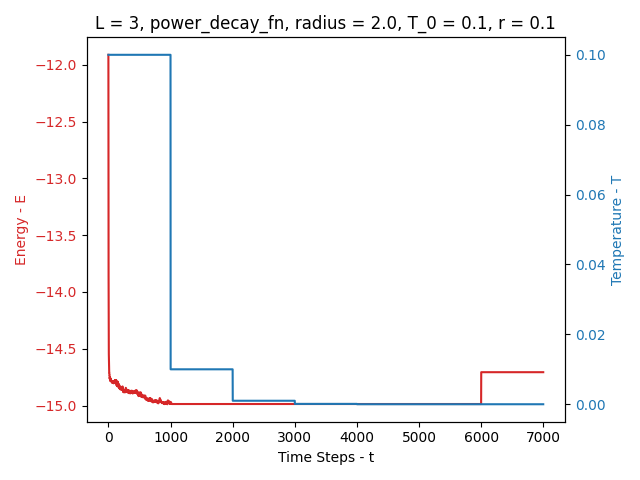 L = 3, power_decay_fn, radius = 2.0, T_0 = 0.1, r = 0.1
−12.0
−12.5
−13.0
−13.5
−14.0
−14.5
−15.0
Energy - E
0.10
0.08
0.06
0.04
0.02
0.00
Temperature - T
0 1000 2000 3000 4000 5000 6000 7000
Time Steps - t